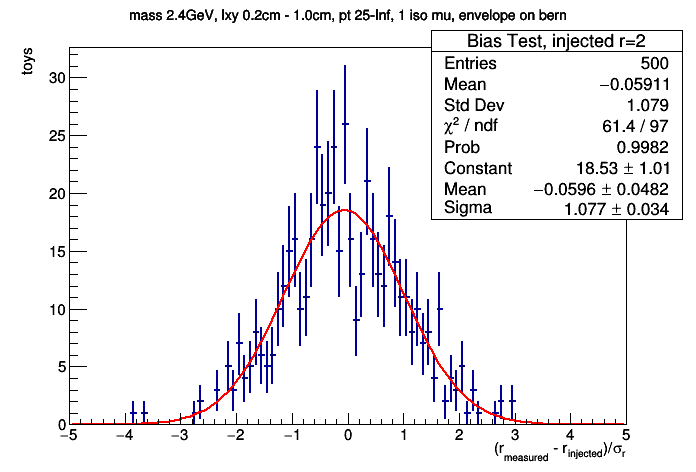 mass 2.4GeV, lxy 0.2cm - 1.0cm, pt 25-Inf, 1 iso mu, envelope on bern
toys
Bias Test, injected r=2
Entries 500
Mean −0.05911
Std Dev 1.079
χ² / ndf 61.4 / 97
Prob 0.9982
Constant 18.53 ± 1.01
Mean −0.0596 ± 0.0482
Sigma 1.077 ± 0.034
30
25
20
15
10
5
0
−5 −4 −3 −2 −1 0 1 2 3 4 5
(r_measured - r_injected)/σ_r